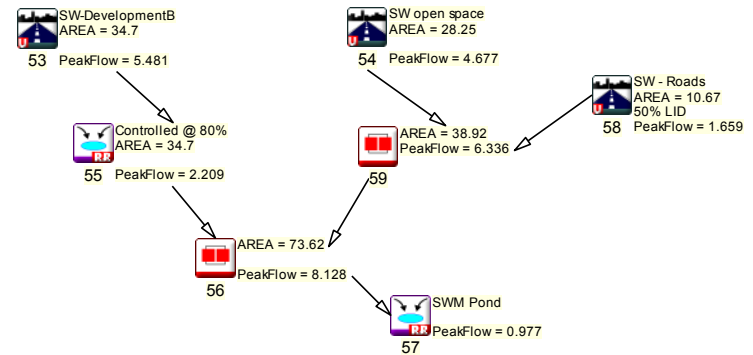 SW-DevelopmentB
AREA = 34.7
U
53 PeakFlow = 5.481
SW open space
AREA = 28.25
U
54 PeakFlow = 4.677
SW - Roads
AREA = 10.67
50% LID
U
58 PeakFlow = 1.659
Controlled @ 80%
AREA = 34.7
RR
55 PeakFlow = 2.209
AREA = 38.92
PeakFlow = 6.336
59
AREA = 73.62
PeakFlow = 8.128
56
SWM Pond
RR
PeakFlow = 0.977
57